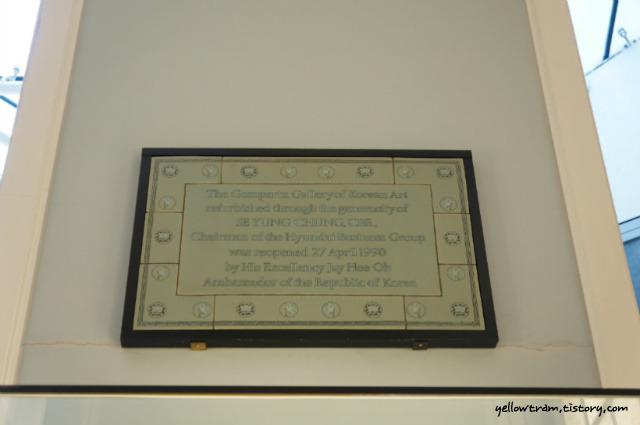 The Gompertz Gallery of Korean Art
refurbished through the generosity of
SE YUNG CHUNG, CBE,
Chairman of the Hyundai Business Group
was reopened 27 April 1990
by His Excellency Jay Hee Oh
Ambassador of the Republic of Korea
yellowtram.tistory.com